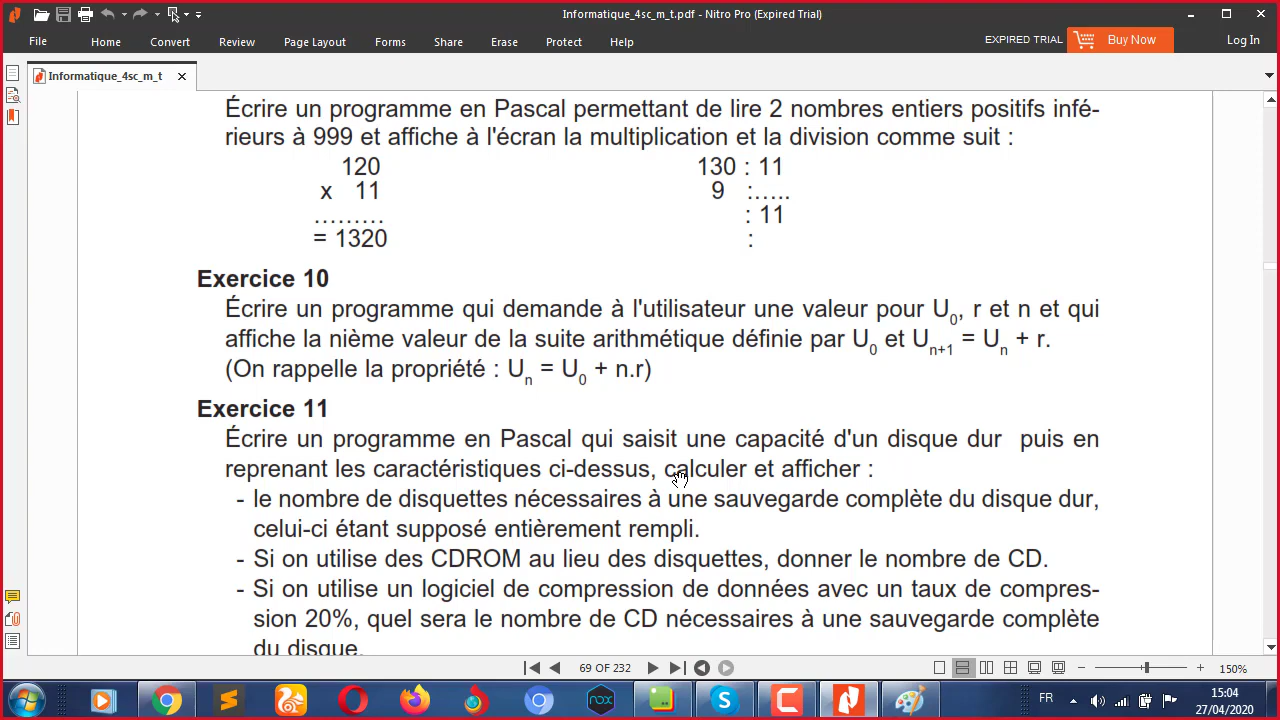 Informatique_4sc_m_t.pdf - Nitro Pro (Expired Trial)
File Home Convert Review Page Layout Forms Share Erase Protect Help EXPIRED TRIAL Buy Now Log In
Informatique_4sc_m_t
Écrire un programme en Pascal permettant de lire 2 nombres entiers positifs infé-
rieurs à 999 et affiche à l'écran la multiplication et la division comme suit :
120 130 : 11
x 11 9 :…..
……… : 11
= 1320 :
Exercice 10
Écrire un programme qui demande à l'utilisateur une valeur pour U0, r et n et qui
affiche la nième valeur de la suite arithmétique définie par U0 et Un+1 = Un + r.
(On rappelle la propriété : Un = U0 + n.r)
Exercice 11
Écrire un programme en Pascal qui saisit une capacité d'un disque dur puis en
reprenant les caractéristiques ci-dessus, calculer et afficher :
- le nombre de disquettes nécessaires à une sauvegarde complète du disque dur,
celui-ci étant supposé entièrement rempli.
- Si on utilise des CDROM au lieu des disquettes, donner le nombre de CD.
- Si on utilise un logiciel de compression de données avec un taux de compres-
sion 20%, quel sera le nombre de CD nécessaires à une sauvegarde complète
du disque.
69 OF 232 150%
nox FR 15:04
27/04/2020